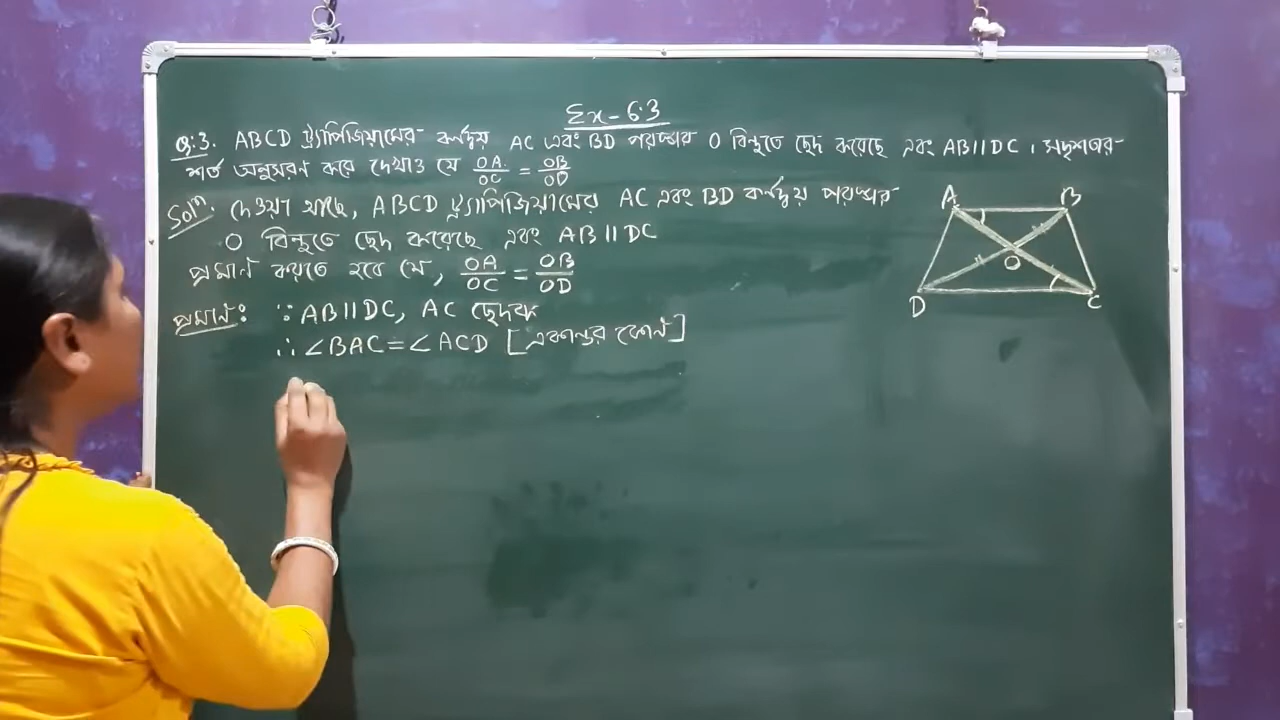 Ex-6.3
Q:3. ABCD ট্র্যাপিজিয়ামের কর্ণদ্বয় AC এবং BD পরস্পর O বিন্দুতে ছেদ করেছে এবং AB||DC । সদৃশতার
শর্ত অনুসরণ করে দেখাও যে OA/OC = OB/OD
Solⁿ. দেওয়া আছে, ABCD ট্র্যাপিজিয়ামের AC এবং BD কর্ণদ্বয় পরস্পর
O বিন্দুতে ছেদ করেছে এবং AB||DC
প্রমাণ করতে হবে যে, OA/OC = OB/OD
প্রমাণ: ∵ AB||DC, AC ছেদক
∴ ∠BAC = ∠ACD [একান্তর কোণ]
A B
O
D C